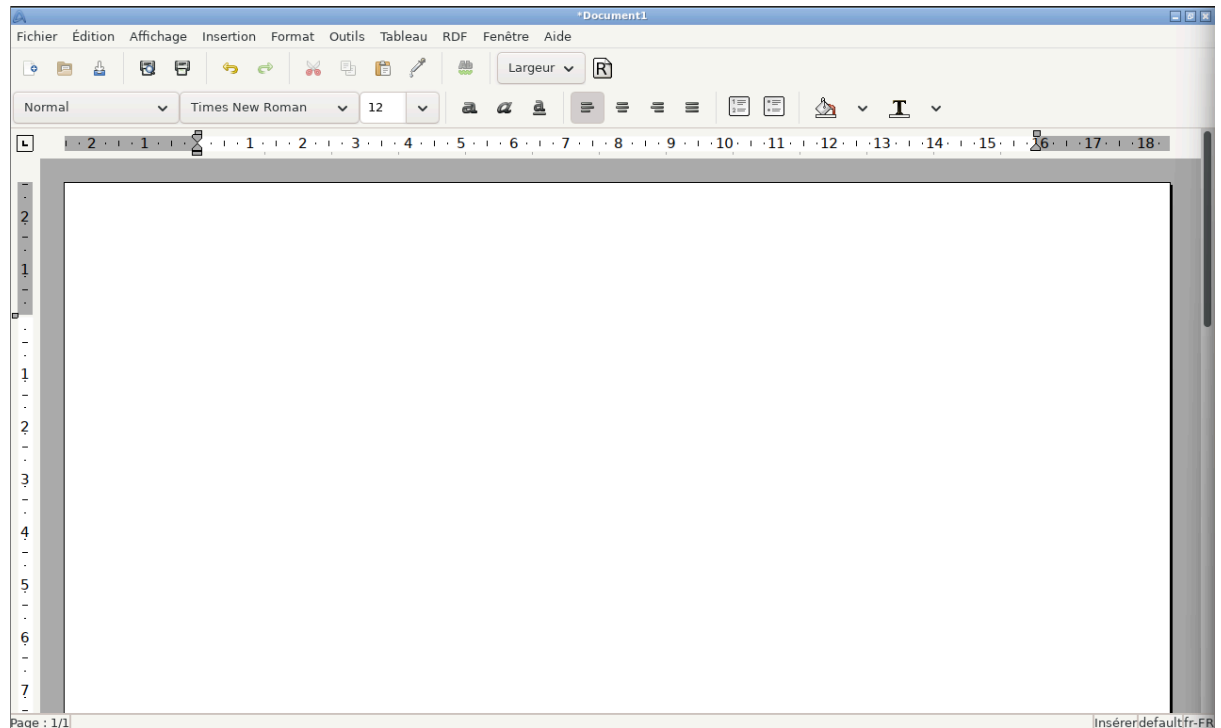 *Document1
Fichier Édition Affichage Insertion Format Outils Tableau RDF Fenêtre Aide
Largeur R
Normal Times New Roman 12 a a a T
2 1 1 2 3 4 5 6 7 8 9 10 11 12 13 14 15 16 17 18
2
1
1
2
3
4
5
6
7
Page : 1/1 Insérer default fr-FR